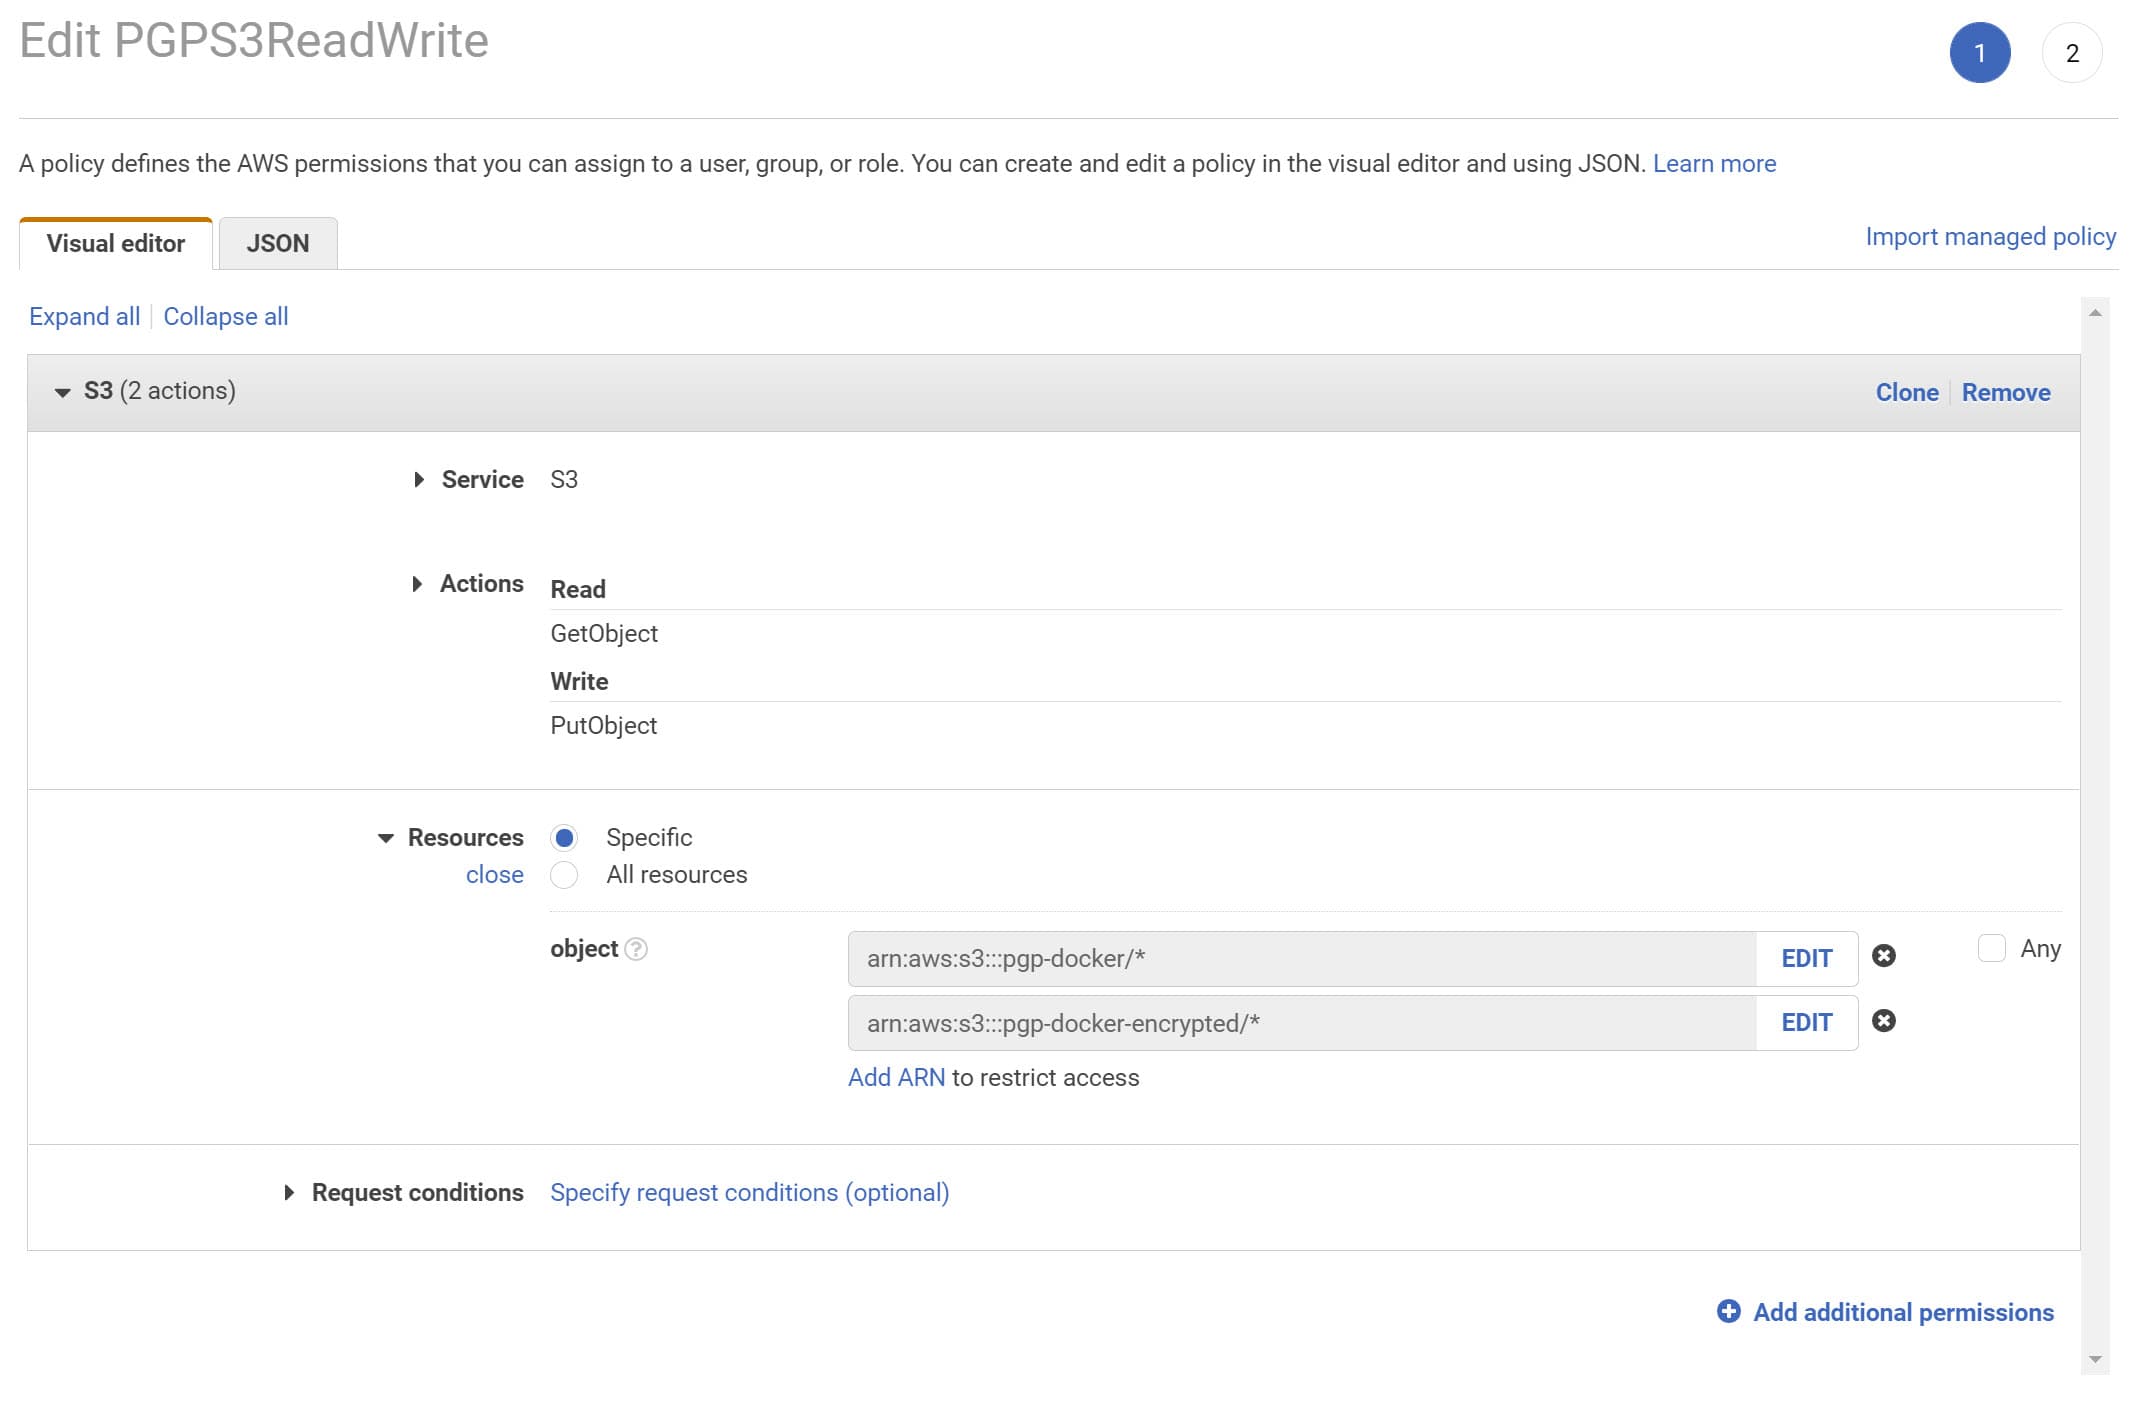 Edit PGPS3ReadWrite
1
2
A policy defines the AWS permissions that you can assign to a user, group, or role. You can create and edit a policy in the visual editor and using JSON. Learn more
Visual editor
JSON
Import managed policy
Expand all
Collapse all
S3 (2 actions)
Clone
Remove
Service S3
Actions
Read
GetObject
Write
PutObject
Resources
Specific
close
All resources
object ?
arn:aws:s3:::pgp-docker/*
EDIT
Any
arn:aws:s3:::pgp-docker-encrypted/*
EDIT
Add ARN to restrict access
Request conditions
Specify request conditions (optional)
Add additional permissions